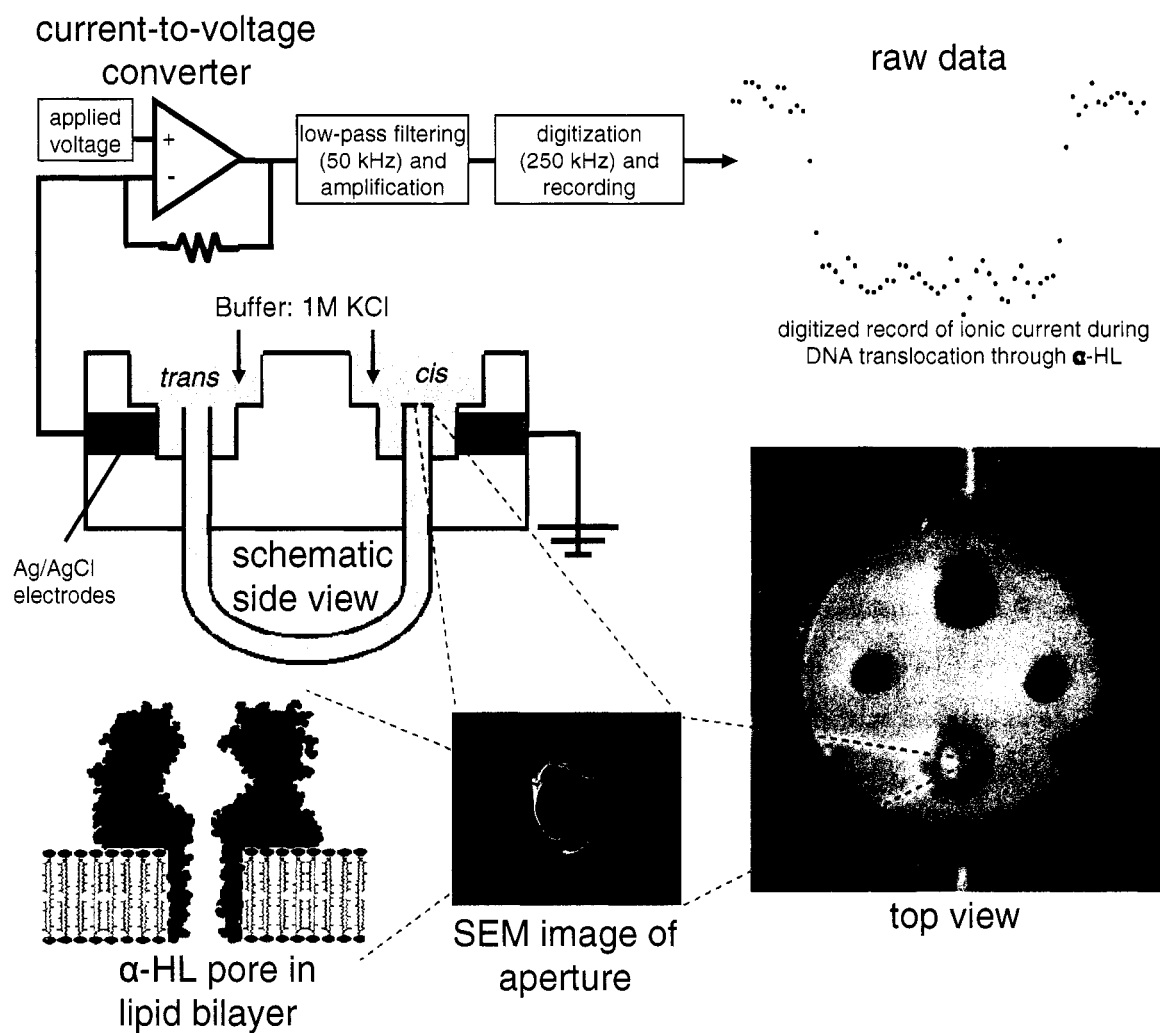 current-to-voltage
converter
applied
voltage
+
-
low-pass filtering
(50 kHz) and
amplification
digitization
(250 kHz) and
recording
raw data
digitized record of ionic current during
DNA translocation through α-HL
Buffer: 1M KCl
trans
cis
Ag/AgCl
electrodes
schematic
side view
α-HL pore in
lipid bilayer
SEM image of
aperture
top view